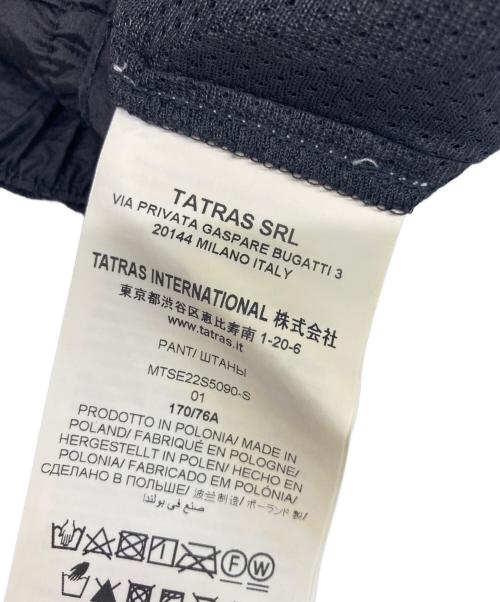 TATRAS SRL
VIA PRIVATA GASPARE BUGATTI 3
20144 MILANO ITALY
TATRAS INTERNATIONAL 株式会社
東京都渋谷区恵比寿南 1-20-6
www.tatras.it
PANT/ ШТАНЫ
MTSE22S5090-S
01
170/76A
PRODOTTO IN POLONIA/ MADE IN
POLAND/ FABRIQUÉ EN POLOGNE/
HERGESTELLT IN POLEN/ HECHO EN
POLONIA/ FABRICADO EM POLÓNIA/
СДЕЛАНО В ПОЛЬШЕ/ 波兰制造/ ポーランド製/
صنع في بولندا
F W